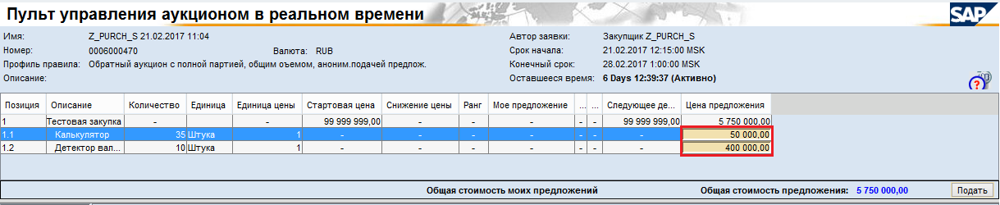 Пульт управления аукционом в реальном времени SAP
Имя: Z_PURCH_S 21.02.2017 11:04 Автор заявки: Закупщик Z_PURCH_S
Номер: 0006000470 Валюта: RUB Срок начала: 21.02.2017 12:15:00 MSK
Профиль правила: Обратный аукцион с полной партией, общим оъемом, аноним.подачей предлож. Конечный срок: 28.02.2017 1:00:00 MSK
Описание: Оставшееся время: 6 Days 12:39:37 (Активно)
?
Позиция Описание Количество Единица Единица цены Стартовая цена Снижение цены Ранг Мое предложение ... ... Следующее де... Цена предложения
1 Тестовая закупка - - - 99 999 999,00 - - - - - 99 999 999,00 5 750 000,00
1.1 Калькулятор 35 Штука 1 - - - - - - - 50 000,00
1.2 Детектор вал... 10 Штука 1 - - - - - - - 400 000,00
Общая стоимость моих предложений Общая стоимость предложения: 5 750 000,00 Подать